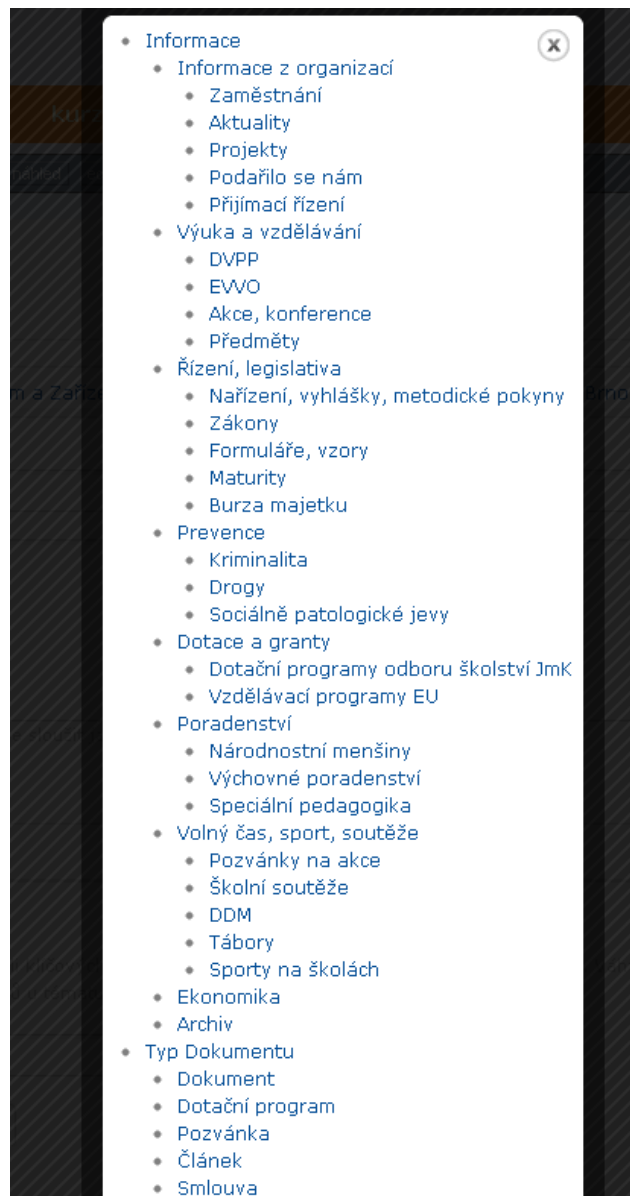 Informace
Informace z organizací
Zaměstnání
Aktuality
Projekty
Podařilo se nám
Přijímací řízení
Výuka a vzdělávání
DVPP
EVVO
Akce, konference
Předměty
Řízení, legislativa
Nařízení, vyhlášky, metodické pokyny
Zákony
Formuláře, vzory
Maturity
Burza majetku
Prevence
Kriminalita
Drogy
Sociálně patologické jevy
Dotace a granty
Dotační programy odboru školství JmK
Vzdělávací programy EU
Poradenství
Národnostní menšiny
Výchovné poradenství
Speciální pedagogika
Volný čas, sport, soutěže
Pozvánky na akce
Školní soutěže
DDM
Tábory
Sporty na školách
Ekonomika
Archiv
Typ Dokumentu
Dokument
Dotační program
Pozvánka
Článek
Smlouva